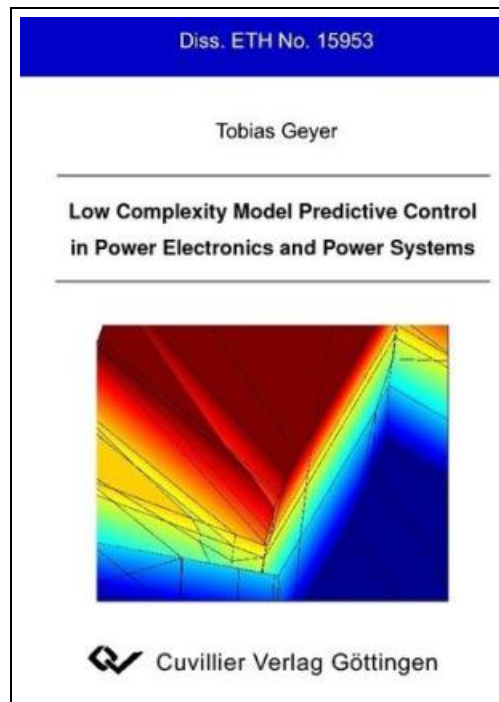 Diss. ETH No. 15953
Tobias Geyer
Low Complexity Model Predictive Control
in Power Electronics and Power Systems
Cuvillier Verlag Göttingen